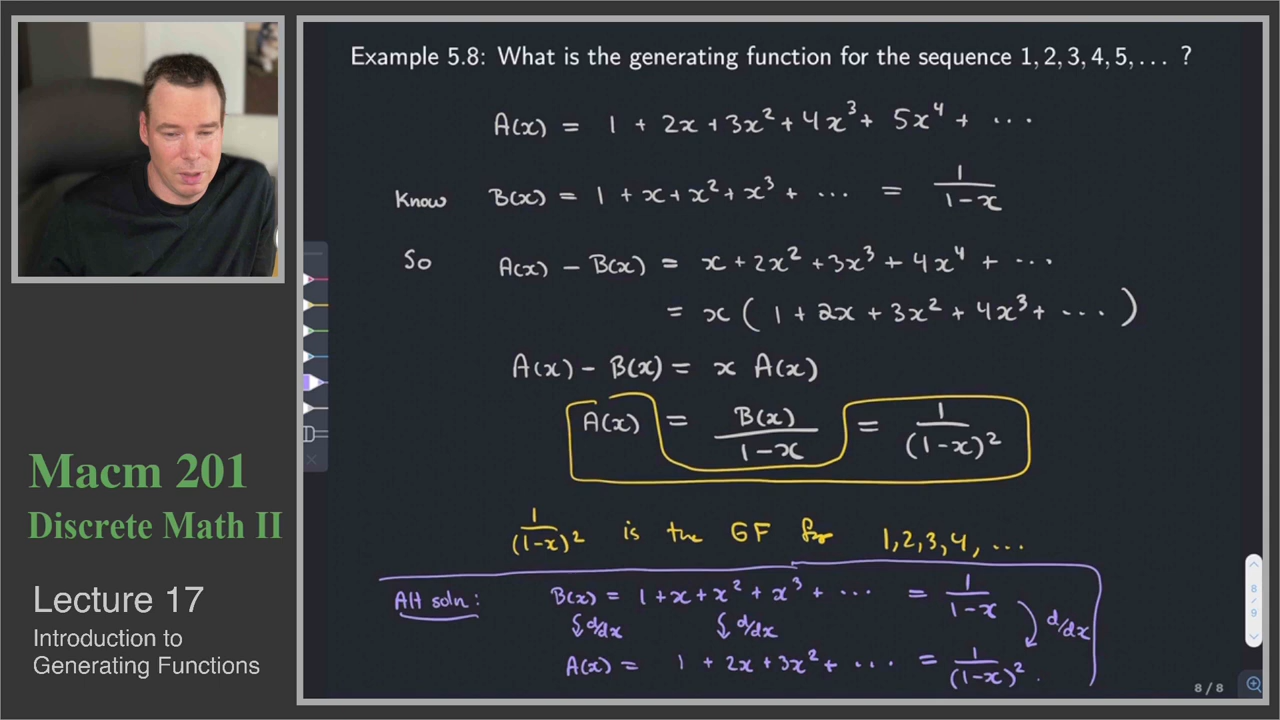 Example 5.8: What is the generating function for the sequence 1, 2, 3, 4, 5, . . . ?
A(x) = 1 + 2x + 3x² + 4x³ + 5x⁴ + ...
Know B(x) = 1 + x + x² + x³ + ... = 1/(1-x)
So A(x) - B(x) = x + 2x² + 3x³ + 4x⁴ + ...
= x ( 1 + 2x + 3x² + 4x³ + .... )
A(x) - B(x) = x A(x)
A(x) = B(x)/(1-x) = 1/(1-x)²
1/(1-x)² is the GF for 1, 2, 3, 4, ...
Alt soln: B(x) = 1 + x + x² + x³ + ... = 1/(1-x)
d/dx d/dx d/dx
A(x) = 1 + 2x + 3x² + ... = 1/(1-x)².
Macm 201
Discrete Math II
Lecture 17
Introduction to
Generating Functions
8
/
9
8 / 8